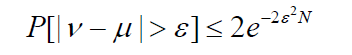 P[| ν − μ |> ε] ≤ 2e^{−2ε²N}